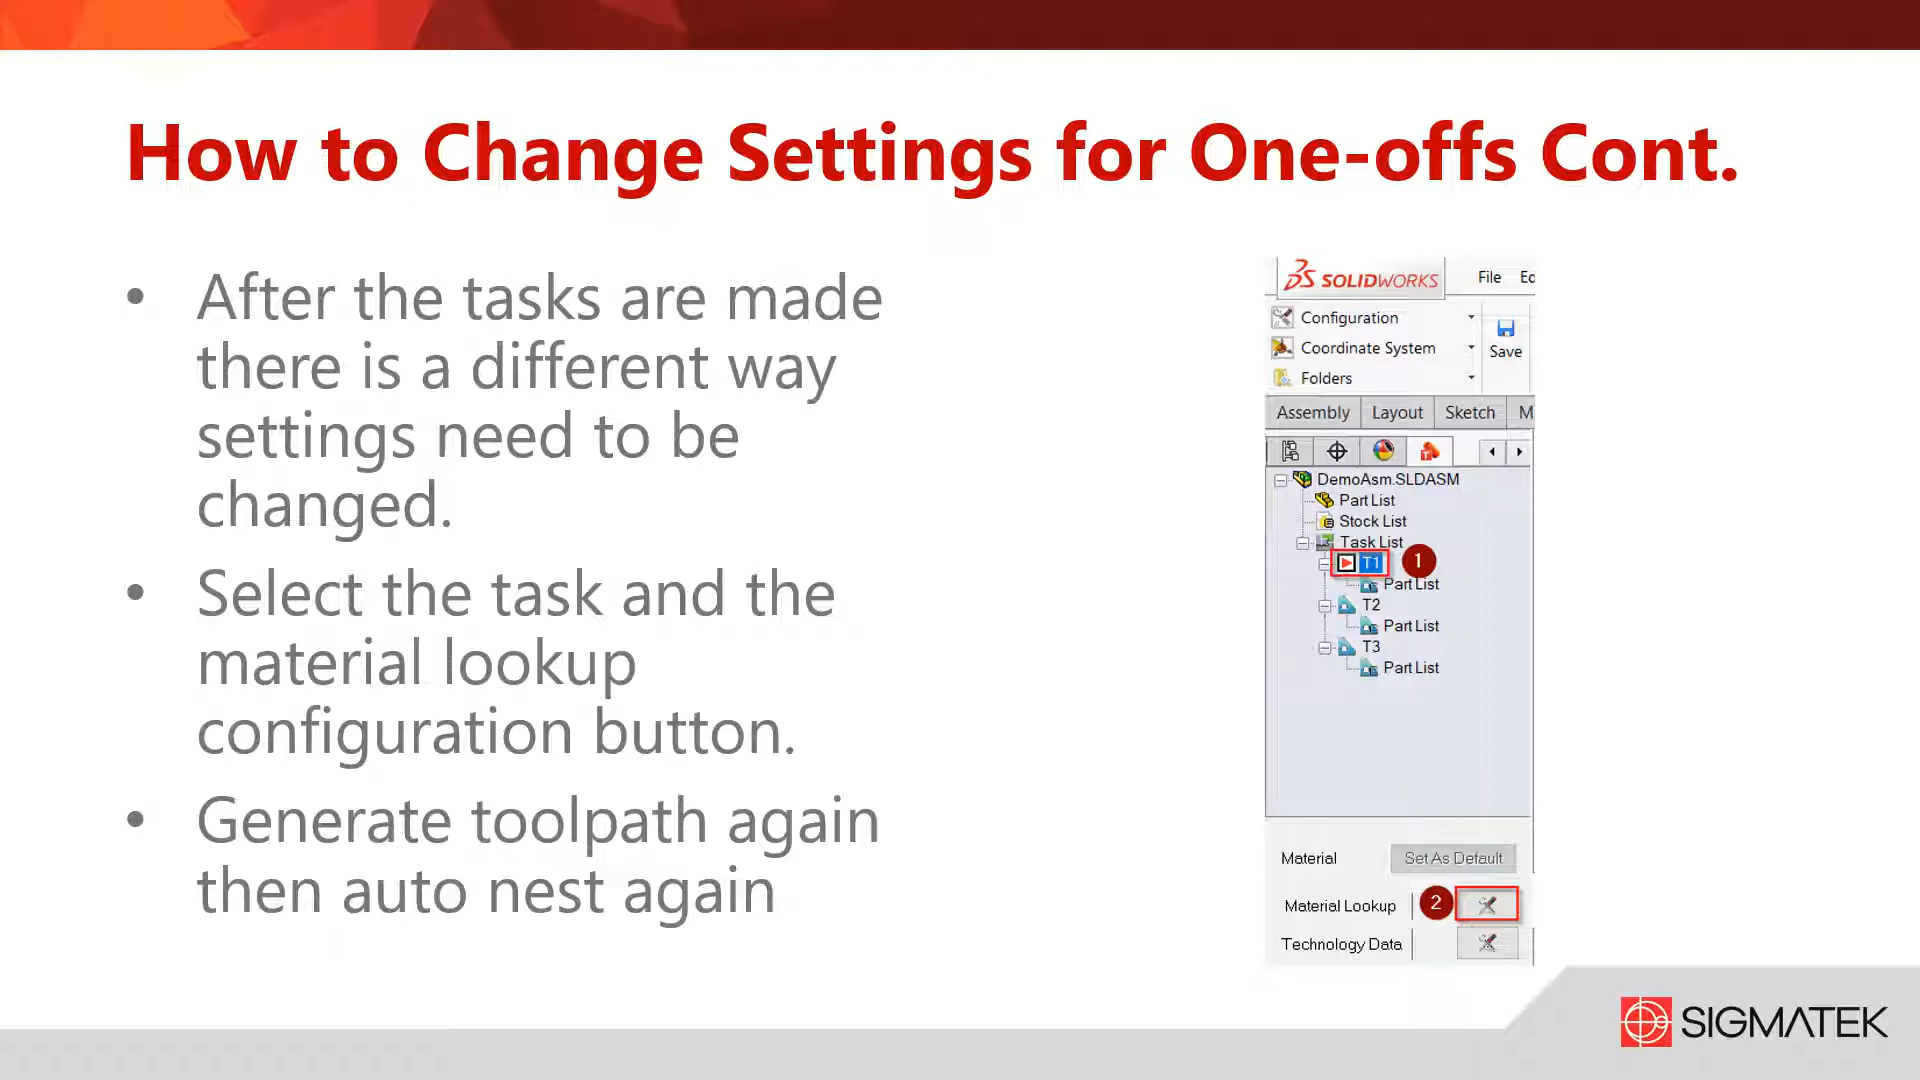 How to Change Settings for One-offs Cont.
• After the tasks are made
there is a different way
settings need to be
changed.
• Select the task and the
material lookup
configuration button.
• Generate toolpath again
then auto nest again
SOLIDWORKS File Ed
Configuration
Coordinate System
Folders
Save
Assembly Layout Sketch M
DemoAsm.SLDASM
Part List
Stock List
Task List
T1 1
Part List
T2
Part List
T3
Part List
Material Set As Default
Material Lookup 2
Technology Data
SIGMATEK